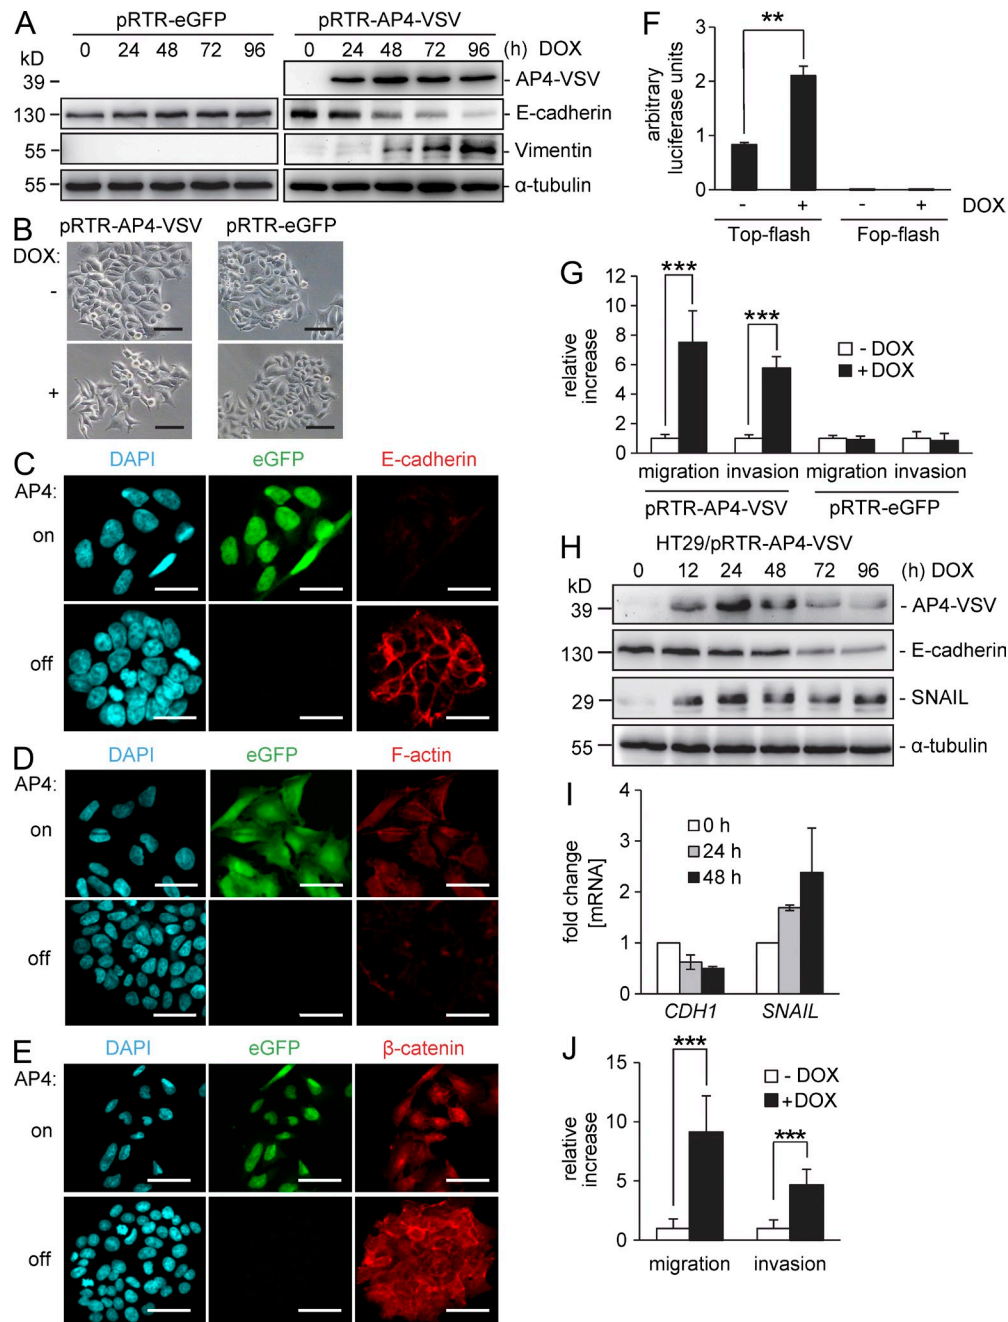 A
pRTR-eGFP
pRTR-AP4-VSV
kD
0 24 48 72 96
0 24 48 72 96 (h) DOX
39
AP4-VSV
130
E-cadherin
55
Vimentin
55
α-tubulin
B
pRTR-AP4-VSV
pRTR-eGFP
DOX:
-
+
C
DAPI
eGFP
E-cadherin
AP4:
on
off
D
DAPI
eGFP
F-actin
AP4:
on
off
E
DAPI
eGFP
β-catenin
AP4:
on
off
F
arbitrary
luciferase units
3
2
1
0
**
- + - + DOX
Top-flash
Fop-flash
G
relative
increase
12
10
8
6
4
2
0
***
***
- DOX
+ DOX
migration invasion migration invasion
pRTR-AP4-VSV
pRTR-eGFP
H
HT29/pRTR-AP4-VSV
kD
0 12 24 48 72 96 (h) DOX
39
- AP4-VSV
130
- E-cadherin
29
- SNAIL
55
- α-tubulin
I
fold change
[mRNA]
4
3
2
1
0
0 h
24 h
48 h
CDH1
SNAIL
J
relative
increase
15
10
5
0
***
***
- DOX
+ DOX
migration
invasion